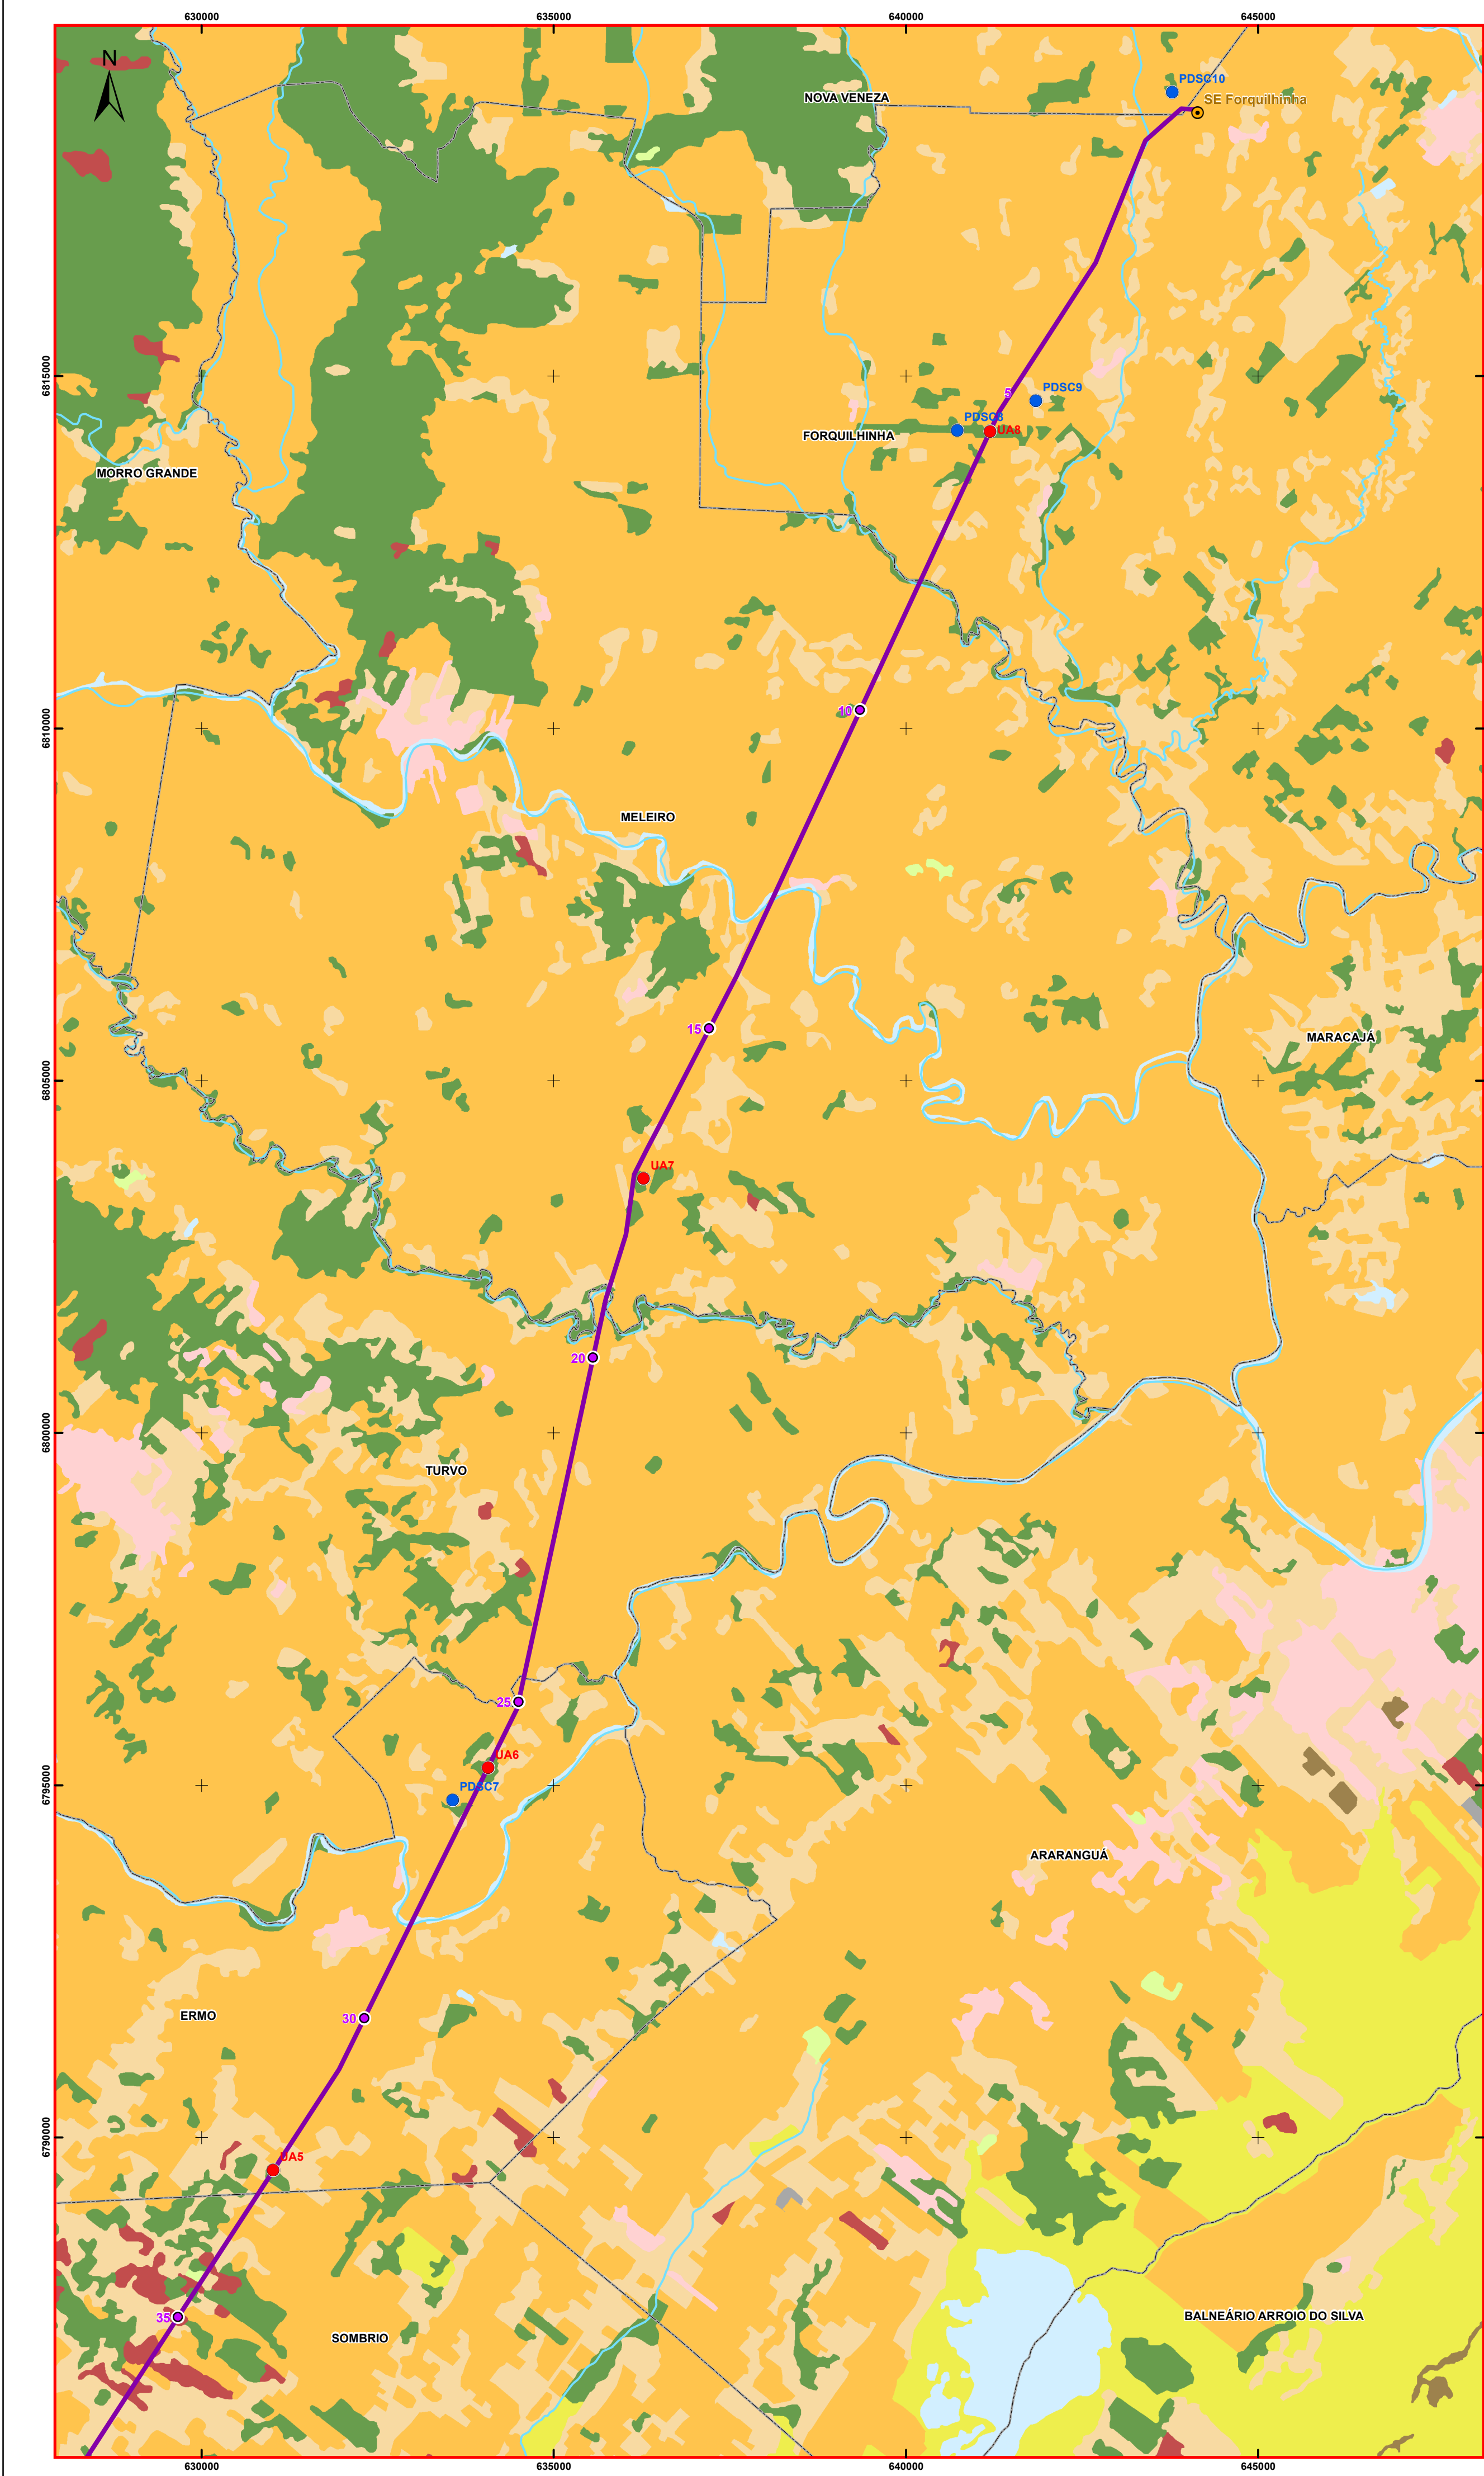 630000 635000 640000 645000
N
PDSC10
NOVA VENEZA
SE Forquilhinha
6815000
PDSC9
5
PDSC8
UA8
FORQUILHINHA
MORRO GRANDE
10
6810000
MELEIRO
15
MARACAJÁ
6805000
UA7
20
6800000
TURVO
25
UA6
6795000
PDSC7
ARARANGUÁ
ERMO
30
6790000
UA5
35
BALNEÁRIO ARROIO DO SILVA
SOMBRIO
630000 635000 640000 645000